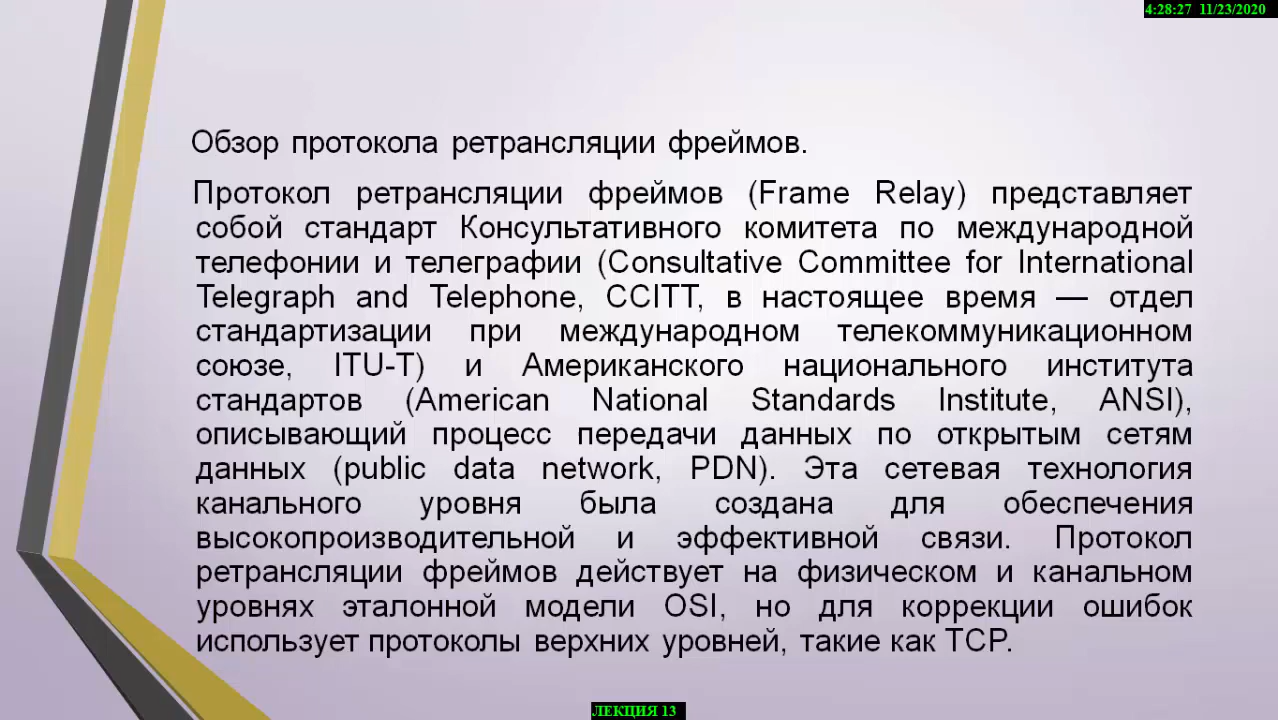 4:28:27 11/23/2020
Обзор протокола ретрансляции фреймов.
Протокол ретрансляции фреймов (Frame Relay) представляет
собой стандарт Консультативного комитета по международной
телефонии и телеграфии (Consultative Committee for International
Telegraph and Telephone, CCITT, в настоящее время — отдел
стандартизации при международном телекоммуникационном
союзе, ITU-T) и Американского национального института
стандартов (American National Standards Institute, ANSI),
описывающий процесс передачи данных по открытым сетям
данных (public data network, PDN). Эта сетевая технология
канального уровня была создана для обеспечения
высокопроизводительной и эффективной связи. Протокол
ретрансляции фреймов действует на физическом и канальном
уровнях эталонной модели OSI, но для коррекции ошибок
использует протоколы верхних уровней, такие как TCP.
ЛЕКЦИЯ 13